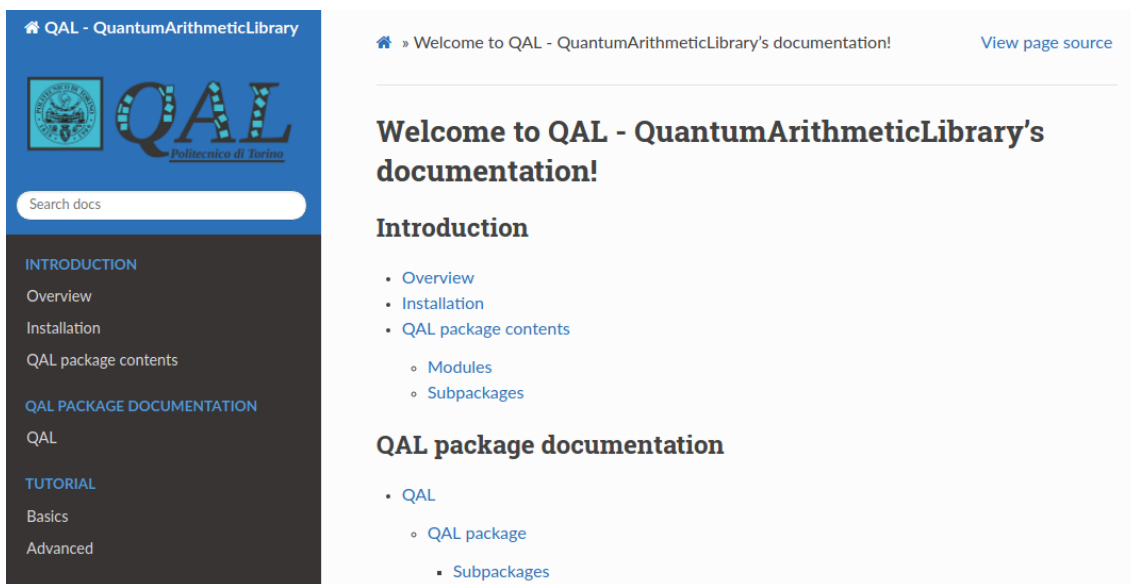 QAL - QuantumArithmeticLibrary
QAL
Politecnico di Torino
Search docs
INTRODUCTION
Overview
Installation
QAL package contents
QAL PACKAGE DOCUMENTATION
QAL
TUTORIAL
Basics
Advanced
» Welcome to QAL - QuantumArithmeticLibrary's documentation!
View page source
Welcome to QAL - QuantumArithmeticLibrary’s
documentation!
Introduction
• Overview
• Installation
• QAL package contents
◦ Modules
◦ Subpackages
QAL package documentation
• QAL
◦ QAL package
▪ Subpackages